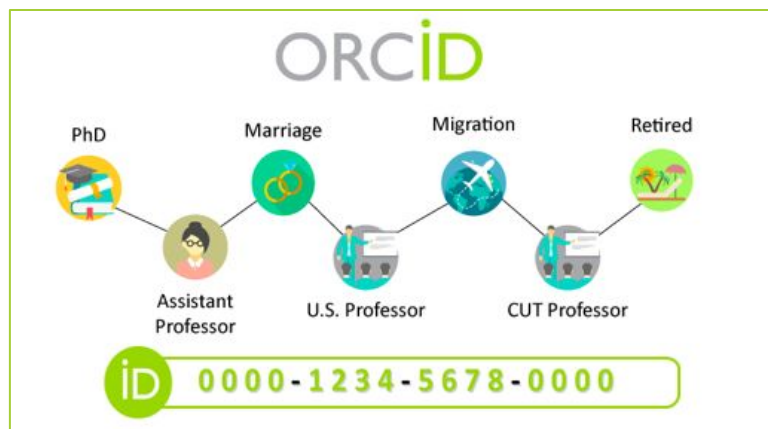 ORCiD
PhD
Marriage
Migration
Retired
Assistant
Professor
U.S. Professor
CUT Professor
iD 0000-1234-5678-0000